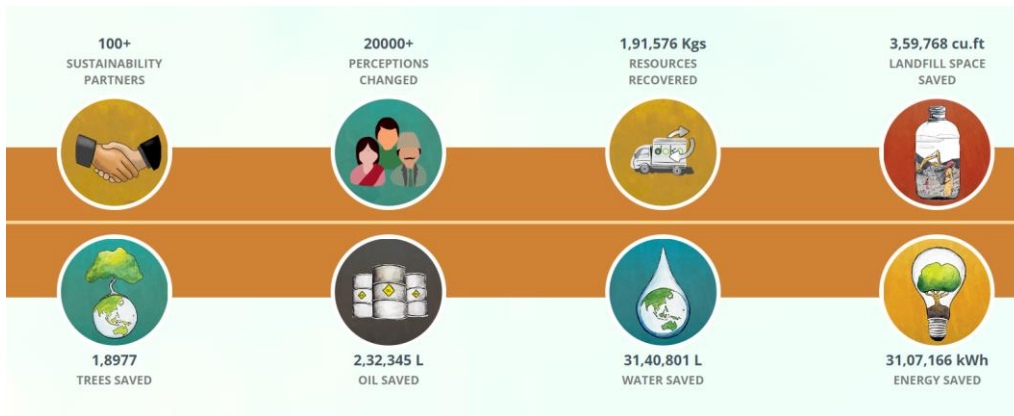 100+
SUSTAINABILITY
PARTNERS
20000+
PERCEPTIONS
CHANGED
1,91,576 Kgs
RESOURCES
RECOVERED
3,59,768 cu.ft
LANDFILL SPACE
SAVED
1,8977
TREES SAVED
2,32,345 L
OIL SAVED
31,40,801 L
WATER SAVED
31,07,166 kWh
ENERGY SAVED